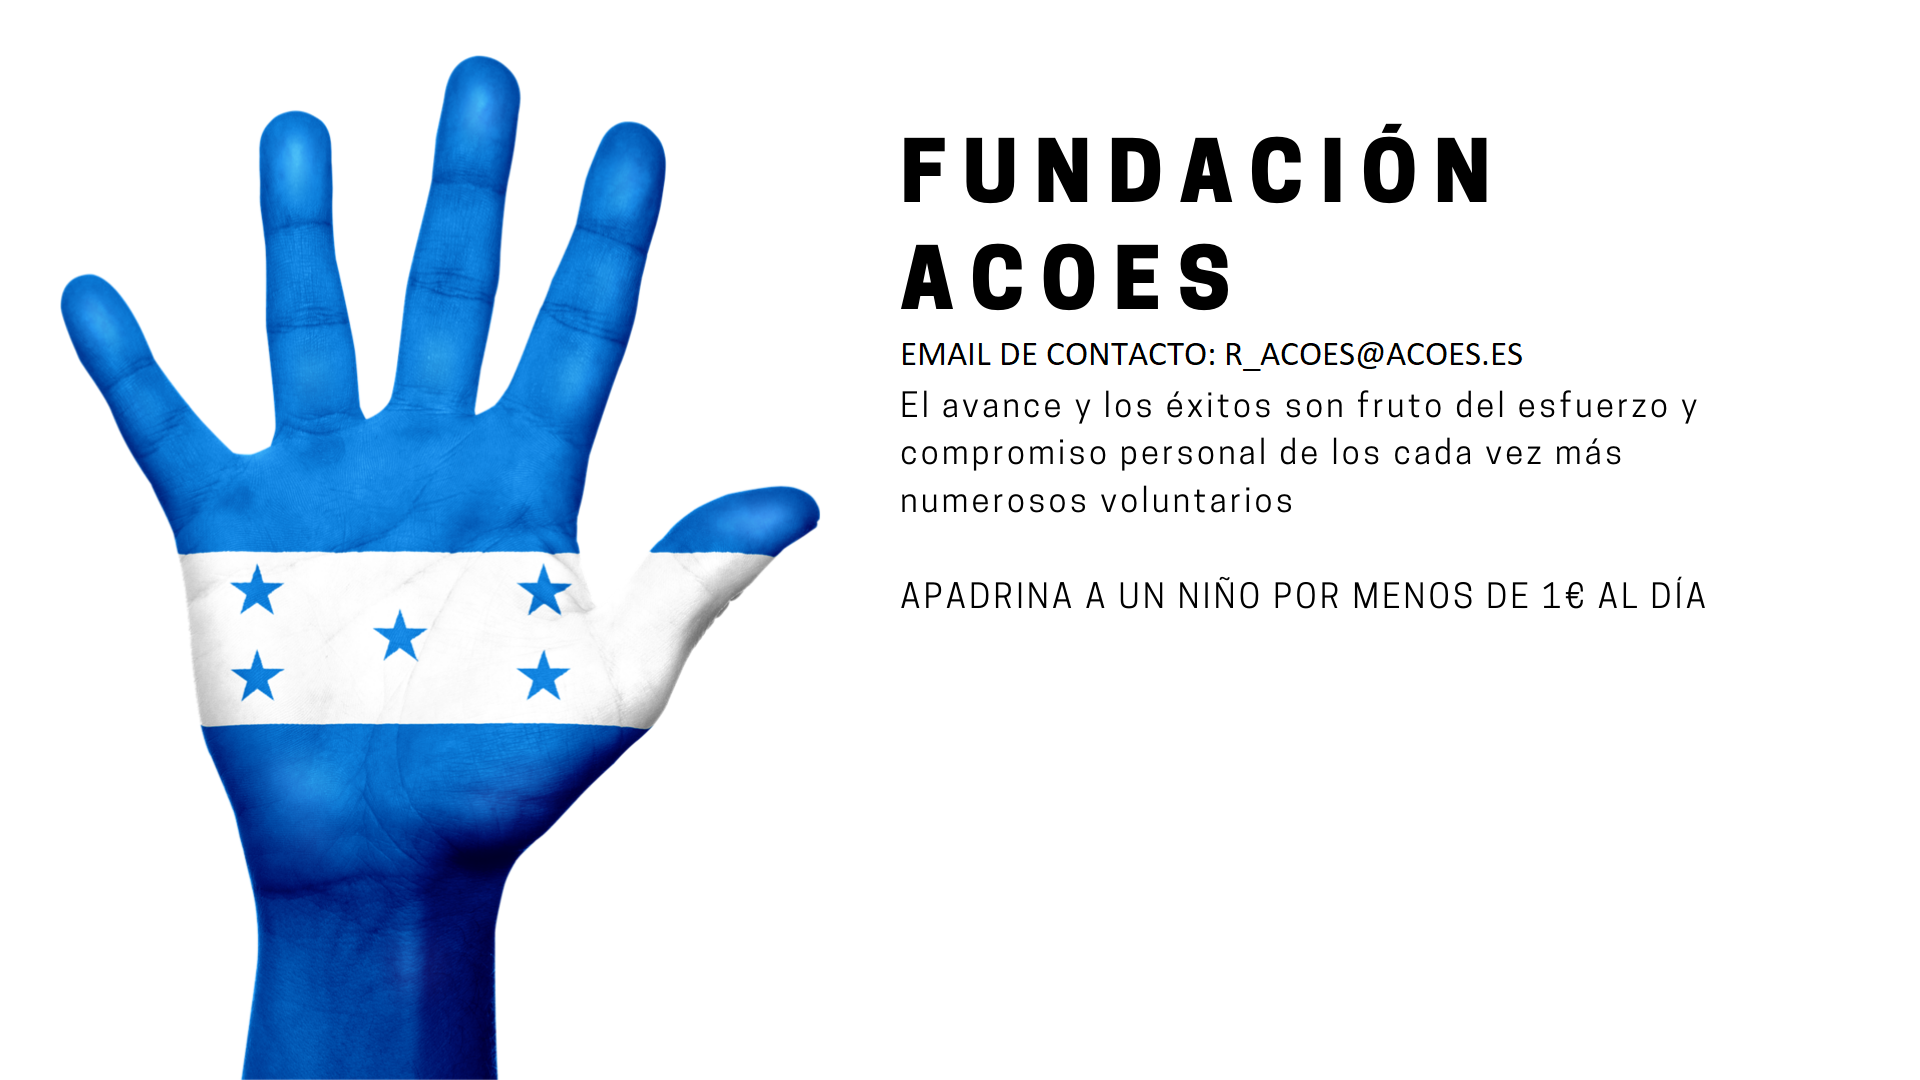 FUNDACIÓN
ACOES
EMAIL DE CONTACTO: R_ACOES@ACOES.ES
El avance y los éxitos son fruto del esfuerzo y
compromiso personal de los cada vez más
numerosos voluntarios
APADRINA A UN NIÑO POR MENOS DE 1€ AL DÍA